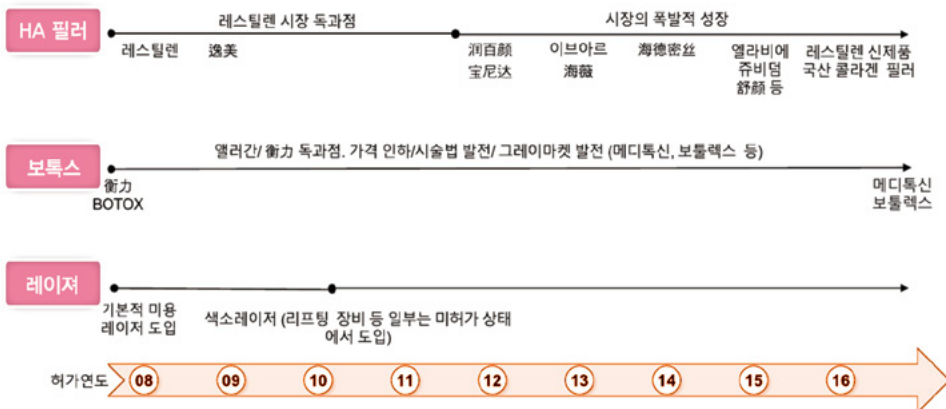 HA 필러
레스틸렌 시장 독과점
시장의 폭발적 성장
레스틸렌
逸美
润百颜
宝尼达
이브아르
海薇
海德密丝
엘라비에
쥬비덤
舒颜 등
레스틸렌 신제품
국산 콜라겐 필러
보톡스
앨러간/ 衡力 독과점. 가격 인하/시술법 발전/ 그레이마켓 발전 (메디톡신, 보툴렉스 등)
衡力
BOTOX
메디톡신
보툴렉스
레이져
기본적 미용
레이저 도입
색소레이저 (리프팅 장비 등 일부는 미허가 상태
에서 도입)
허가연도
08
09
10
11
12
13
14
15
16